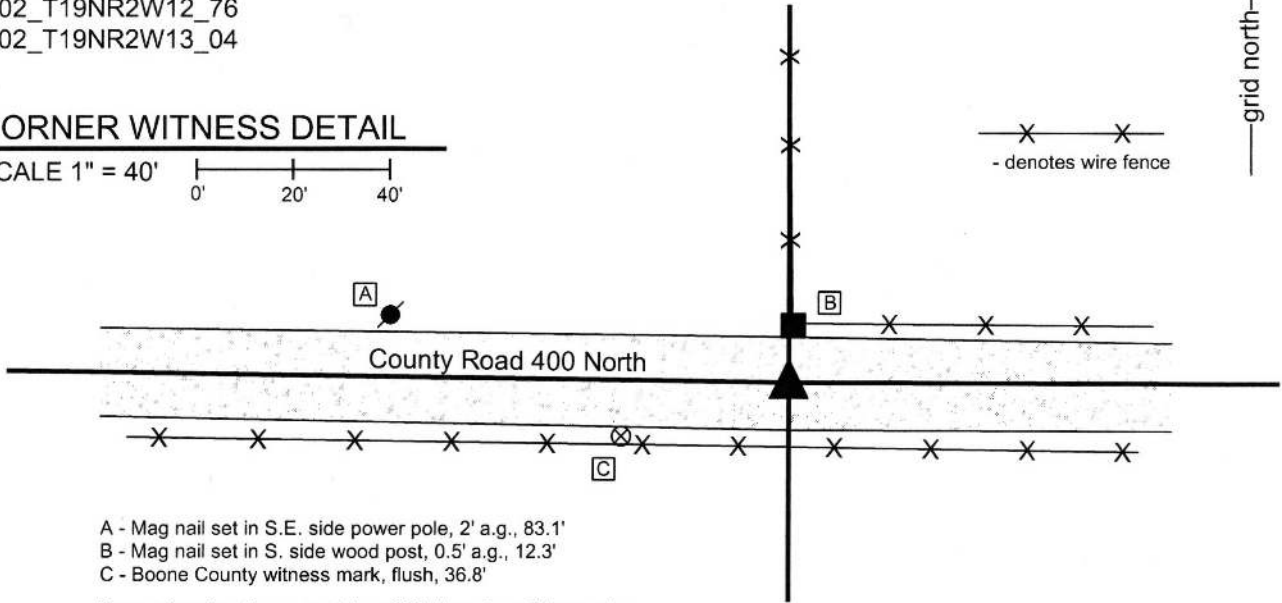 02_T19NR2W12_76
02_T19NR2W13_04
grid north
ORNER WITNESS DETAIL
CALE 1" = 40'
0' 20' 40'
X X
- denotes wire fence
A
B
County Road 400 North
C
A - Mag nail set in S.E. side power pole, 2' a.g., 83.1'
B - Mag nail set in S. side wood post, 0.5' a.g., 12.3'
C - Boone County witness mark, flush, 36.8'